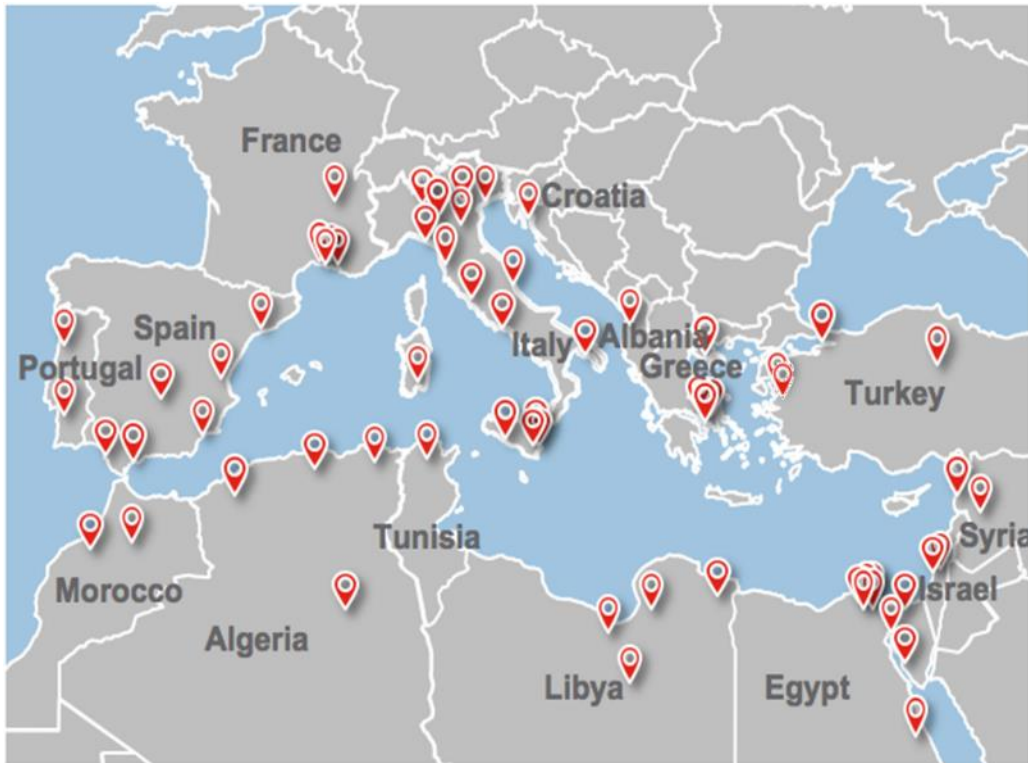 France
Croatia
Spain
Portugal
Italy
Albania
Greece
Turkey
Tunisia
Syria
Morocco
Israel
Algeria
Libya
Egypt